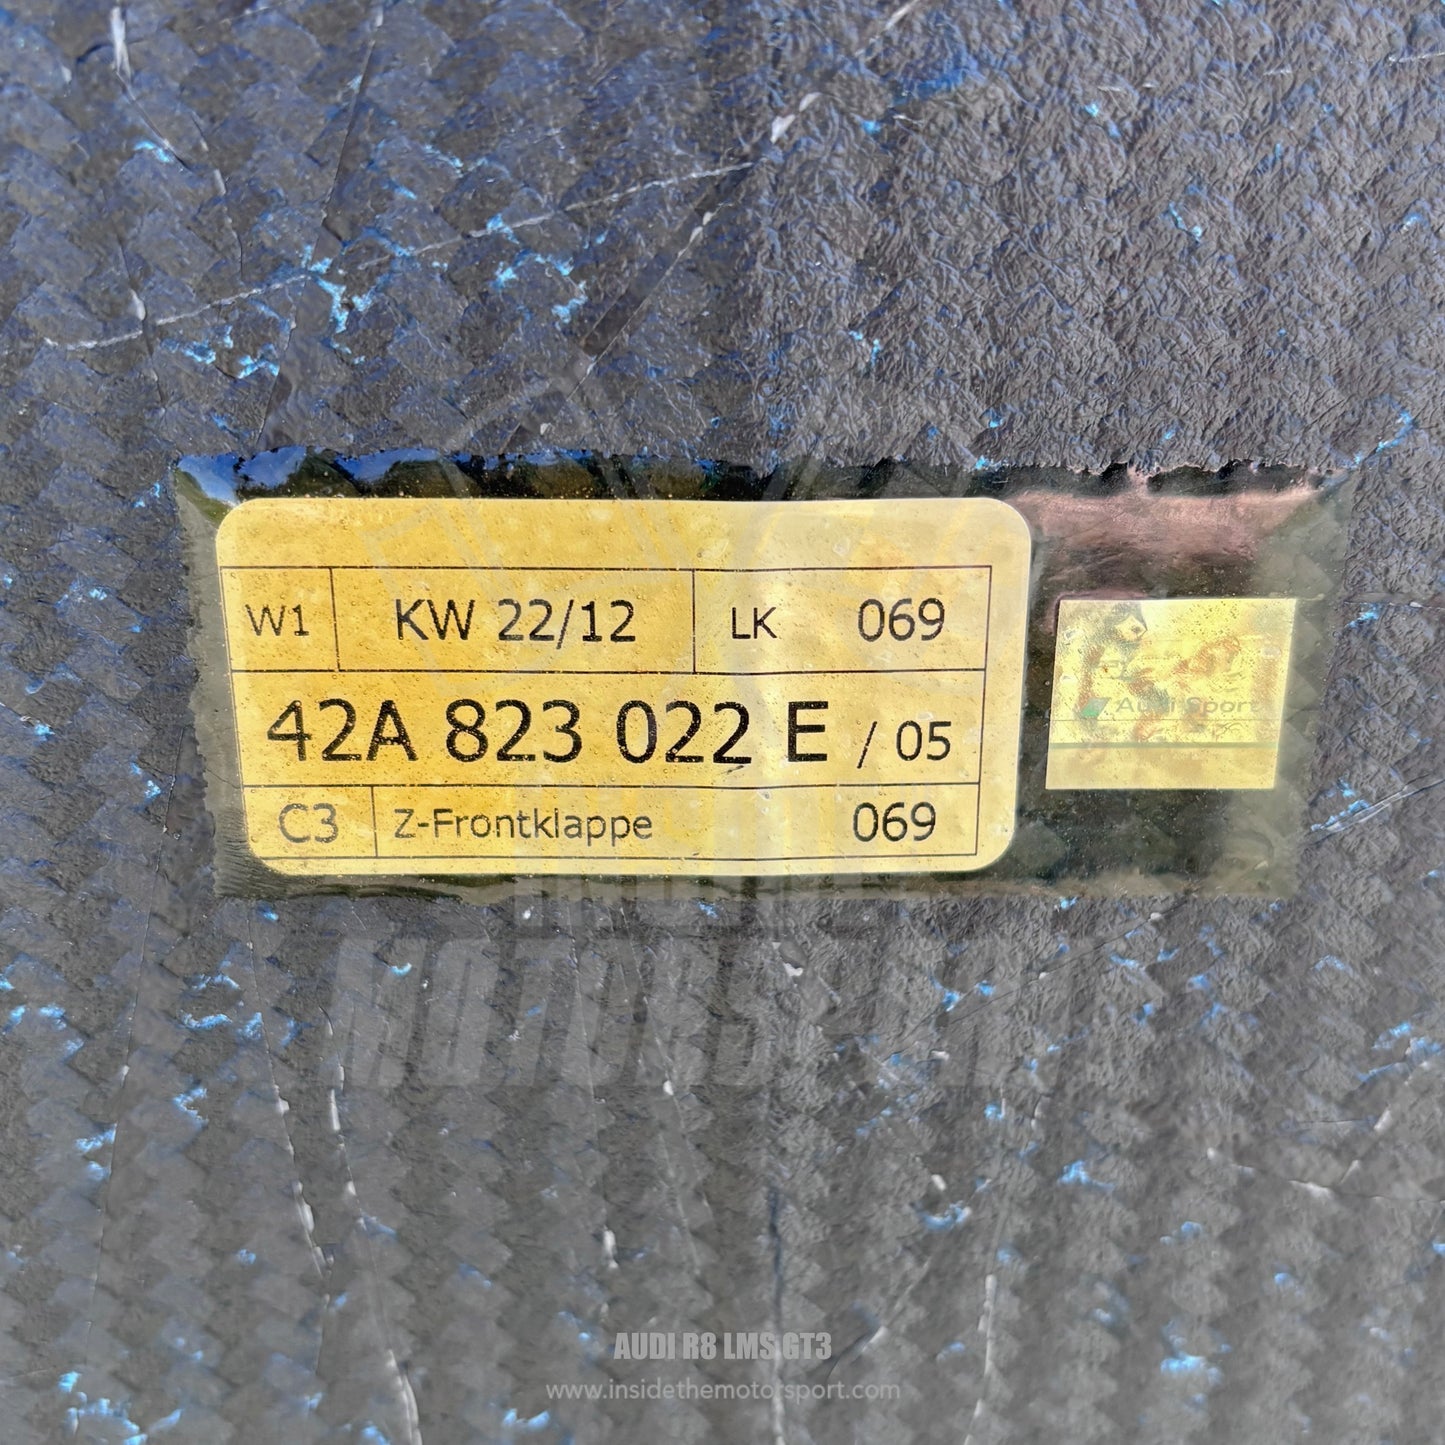 W1 KW 22/12 LK 069
42A 823 022 E / 05
C3 Z-Frontklappe 069
Audi Sport
MOTORSPORT
AUDI R8 LMS GT3
www.insidethemotorsport.com